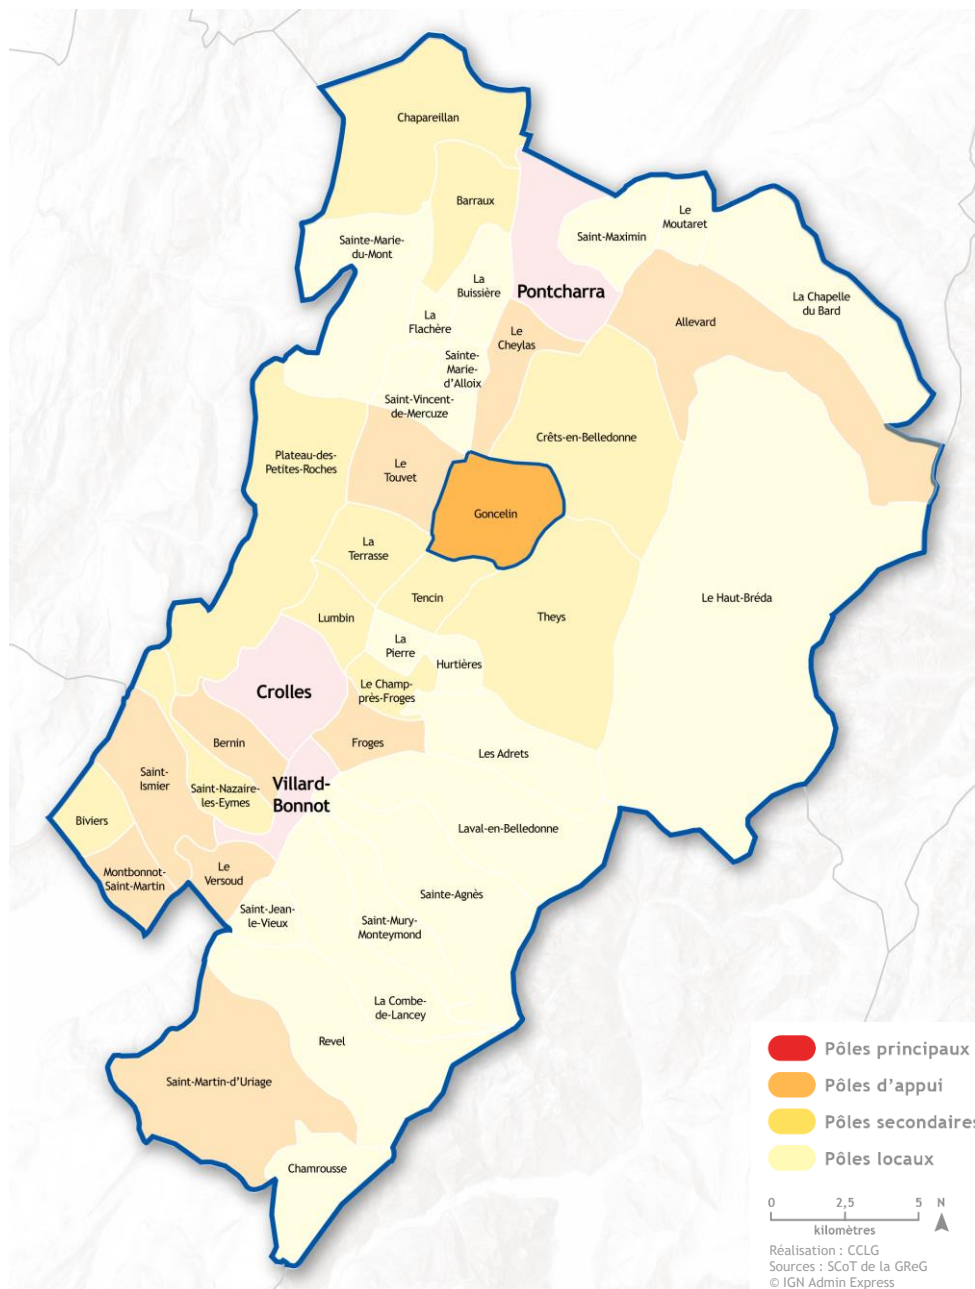 Chapareillan
Barraux
Le
Moutaret
Saint-Maximin
Sainte-Marie-
du-Mont
La
Buissière
Pontcharra
La Chapelle
du Bard
La
Flachère
Allevard
Le
Cheylas
Sainte-
Marie-
d'Alloix
Saint-Vincent-
de-Mercuze
Crêts-en-Belledonne
Plateau-des-
Petites-Roches
Le
Touvet
Goncelin
La
Terrasse
Tencin
Le Haut-Bréda
Lumbin
Theys
La
Pierre
Hurtières
Crolles
Le Champ-
près-Froges
Bernin
Froges
Les Adrets
Saint-
Ismier
Saint-Nazaire-
les-Eymes
Villard-
Bonnot
Biviers
Laval-en-Belledonne
Montbonnot-
Saint-Martin
Le
Versoud
Sainte-Agnès
Saint-Jean-
le-Vieux
Saint-Mury-
Monteymond
La Combe-
de-Lancey
Revel
Saint-Martin-d'Uriage
Chamrousse
Pôles principaux
Pôles d'appui
Pôles secondaires
Pôles locaux
0 2,5 5 N
kilomètres
Réalisation : CCLG
Sources : SCoT de la GReG
© IGN Admin Express